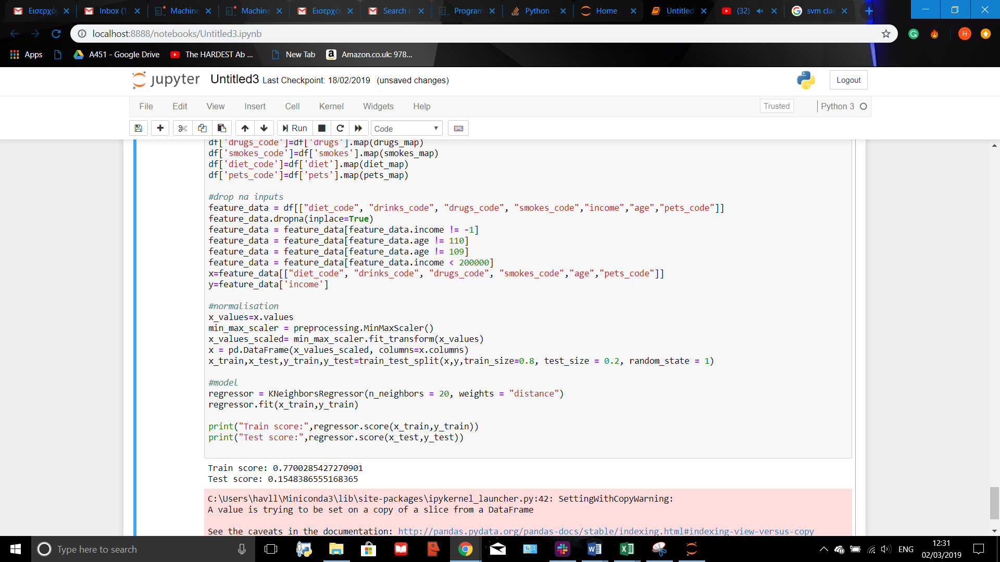 Εισερχό
Inbox (1
Machine
Machine
Εισερχό
Search r
Program
Python -
Home
Untitled
(32)
svm clas
localhost:8888/notebooks/Untitled3.ipynb
H
Apps
A451 - Google Drive
The HARDEST Ab ...
New Tab
Amazon.co.uk: 978...
jupyter Untitled3 Last Checkpoint: 18/02/2019 (unsaved changes)
Logout
File Edit View Insert Cell Kernel Widgets Help
Trusted
Python 3
Run
Code
df['drugs_code']=df['drugs'].map(drugs_map)
df['smokes_code']=df['smokes'].map(smokes_map)
df['diet_code']=df['diet'].map(diet_map)
df['pets_code']=df['pets'].map(pets_map)
#drop na inputs
feature_data = df[["diet_code", "drinks_code", "drugs_code", "smokes_code","income","age","pets_code"]]
feature_data.dropna(inplace=True)
feature_data = feature_data[feature_data.income != -1]
feature_data = feature_data[feature_data.age != 110]
feature_data = feature_data[feature_data.age != 109]
feature_data = feature_data[feature_data.income < 200000]
x=feature_data[["diet_code", "drinks_code", "drugs_code", "smokes_code","age","pets_code"]]
y=feature_data['income']
#normalisation
x_values=x.values
min_max_scaler = preprocessing.MinMaxScaler()
x_values_scaled= min_max_scaler.fit_transform(x_values)
x = pd.DataFrame(x_values_scaled, columns=x.columns)
x_train,x_test,y_train,y_test=train_test_split(x,y,train_size=0.8, test_size = 0.2, random_state = 1)
#model
regressor = KNeighborsRegressor(n_neighbors = 20, weights = "distance")
regressor.fit(x_train,y_train)
print("Train score:",regressor.score(x_train,y_train))
print("Test score:",regressor.score(x_test,y_test))
Train score: 0.7700285427270901
Test score: 0.1548386555168365
C:\Users\havll\Miniconda3\lib\site-packages\ipykernel_launcher.py:42: SettingWithCopyWarning:
A value is trying to be set on a copy of a slice from a DataFrame
See the caveats in the documentation: http://pandas.pydata.org/pandas-docs/stable/indexing.html#indexing-view-versus-copy
Type here to search
ENG
12:31
02/03/2019